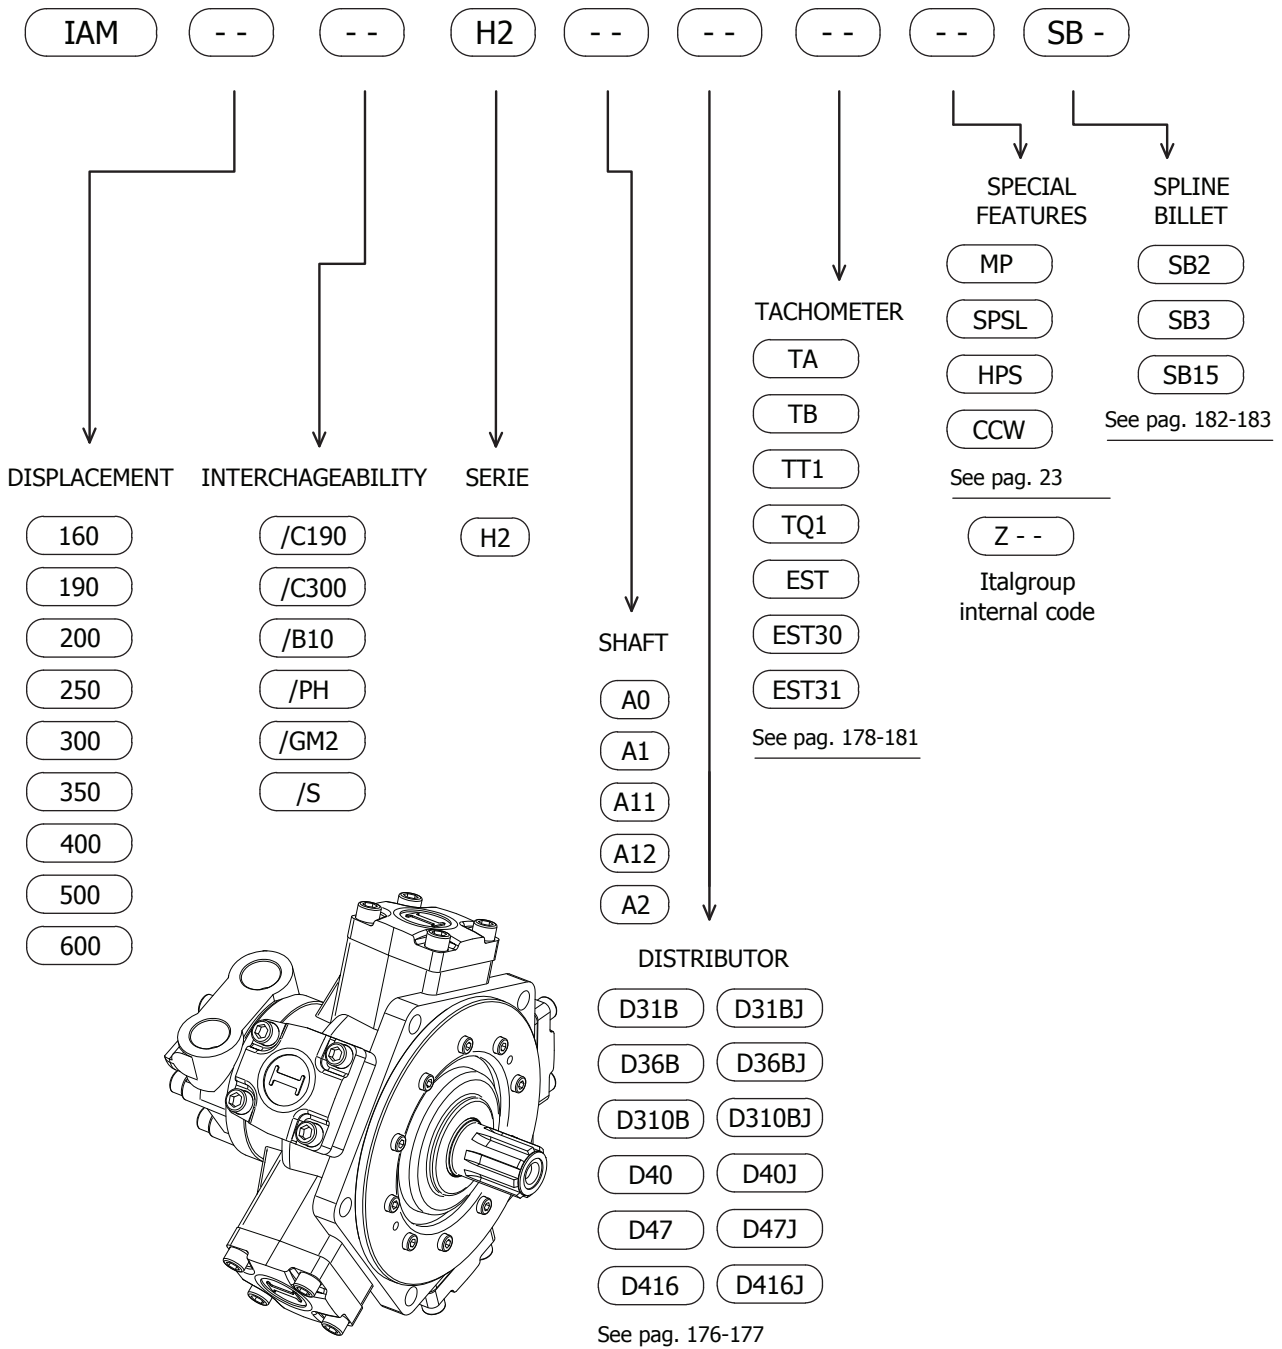 IAM - - - - H2 - - - - - - - - SB -
DISPLACEMENT
160
190
200
250
300
350
400
500
600
INTERCHAGEABILITY
/C190
/C300
/B10
/PH
/GM2
/S
SERIE
H2
SHAFT
A0
A1
A11
A12
A2
DISTRIBUTOR
D31B D31BJ
D36B D36BJ
D310B D310BJ
D40 D40J
D47 D47J
D416 D416J
See pag. 176-177
TACHOMETER
TA
TB
TT1
TQ1
EST
EST30
EST31
See pag. 178-181
SPECIAL
FEATURES
MP
SPSL
HPS
CCW
See pag. 23
Z - -
Italgroup
internal code
SPLINE
BILLET
SB2
SB3
SB15
See pag. 182-183